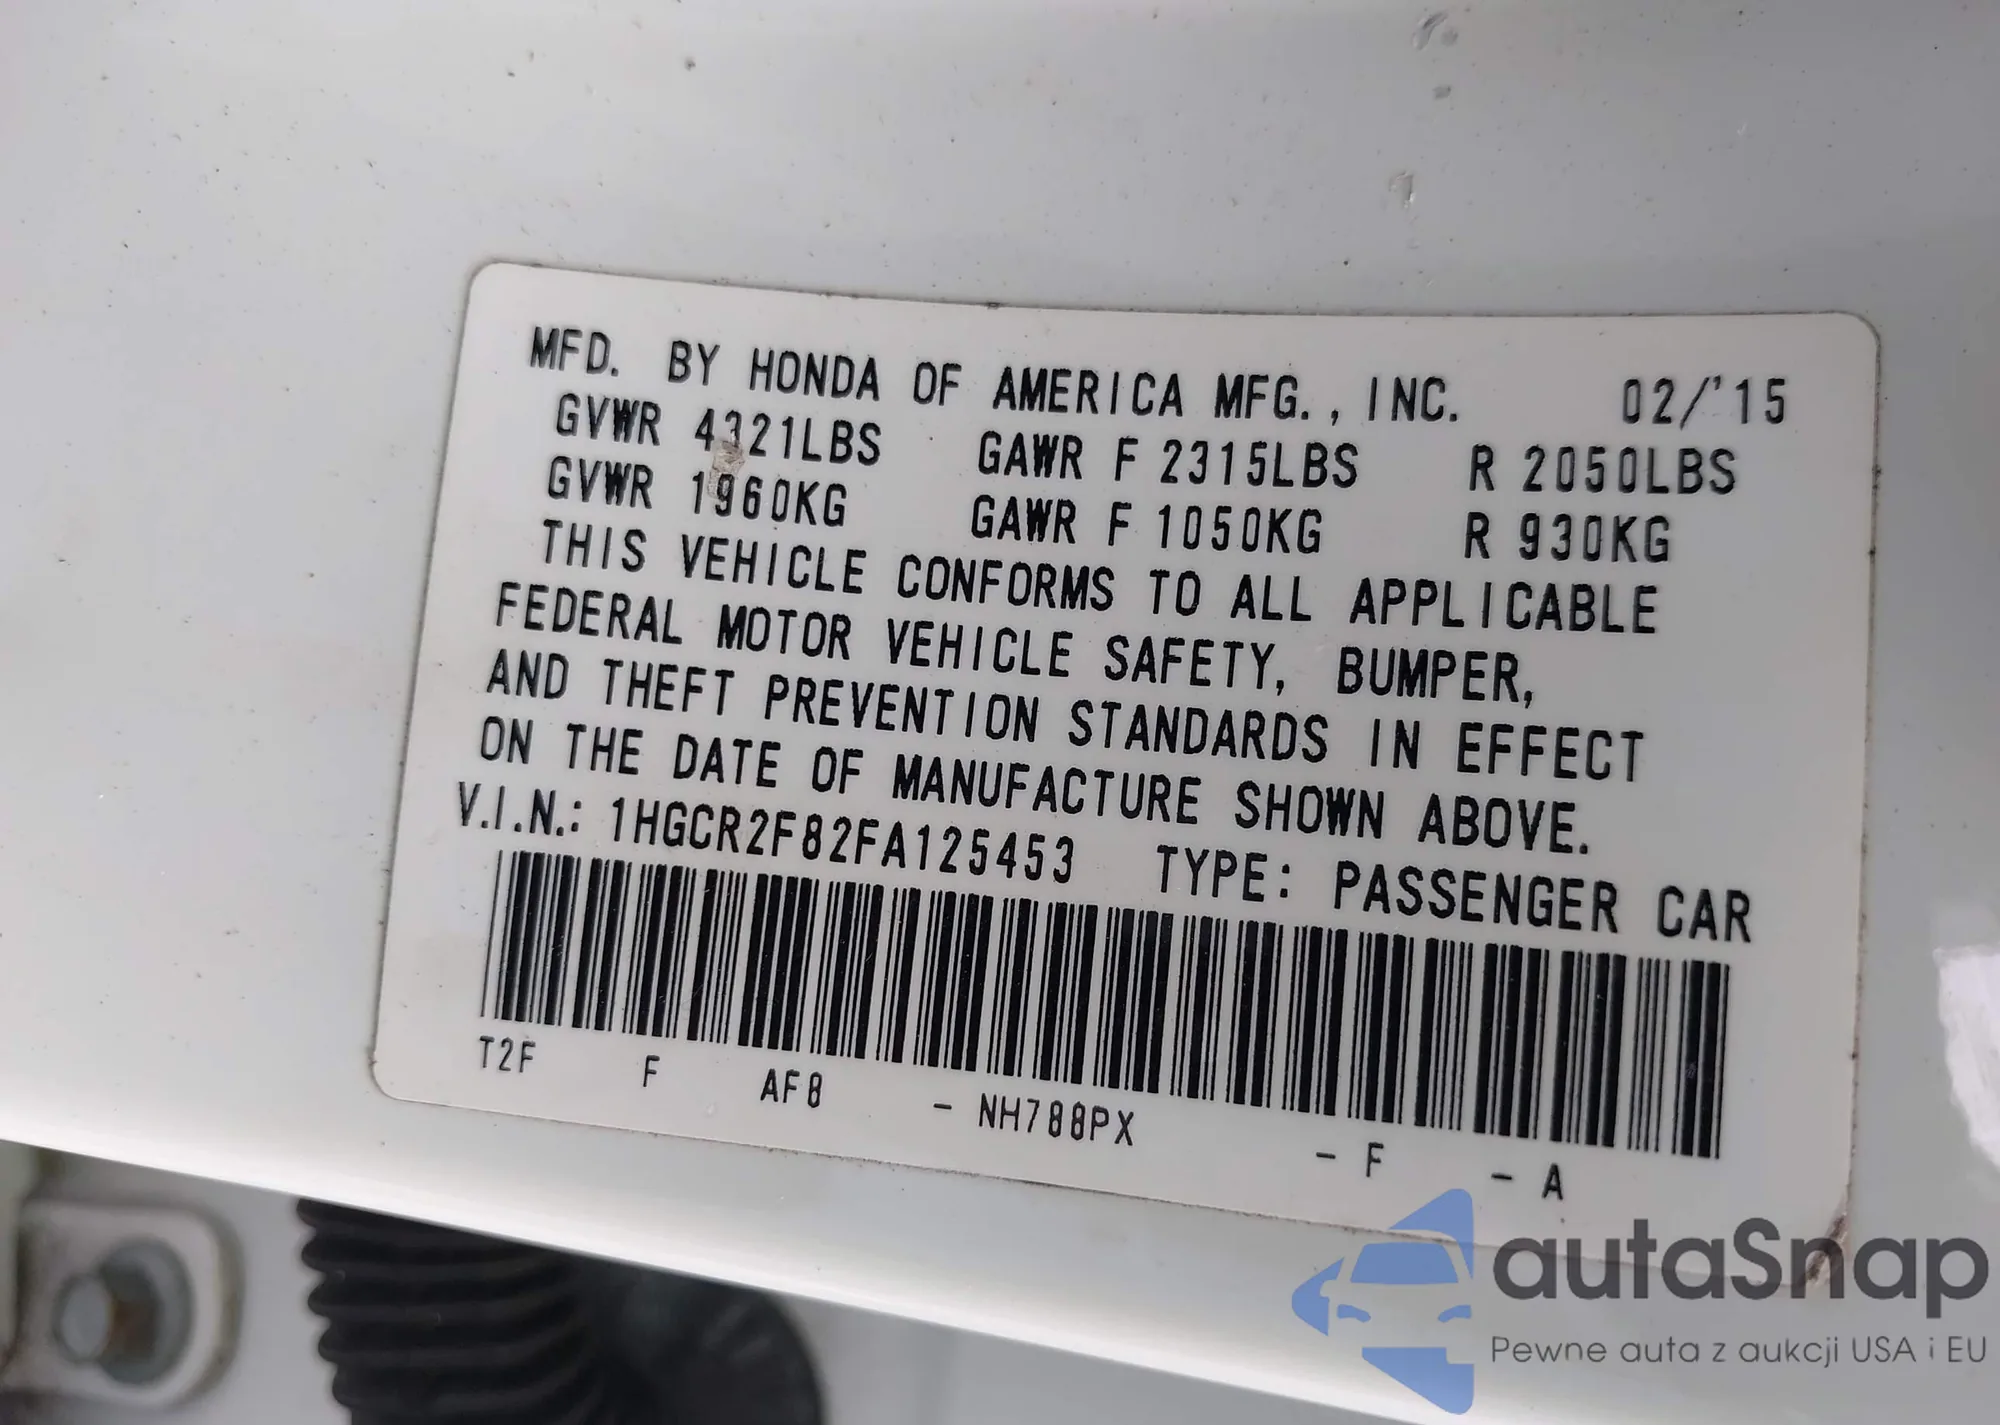 MFD. BY HONDA OF AMERICA MFG., INC. 02/'15
GVWR 4321LBS GAWR F 2315LBS R 2050LBS
GVWR 1960KG GAWR F 1050KG R 930KG
THIS VEHICLE CONFORMS TO ALL APPLICABLE
FEDERAL MOTOR VEHICLE SAFETY, BUMPER,
AND THEFT PREVENTION STANDARDS IN EFFECT
ON THE DATE OF MANUFACTURE SHOWN ABOVE.
V.I.N.: 1HGCR2F82FA125453 TYPE: PASSENGER CAR
T2F F AF8 - NH788PX - F - A
autaSnap
Pewne auta z aukcji USA i EU